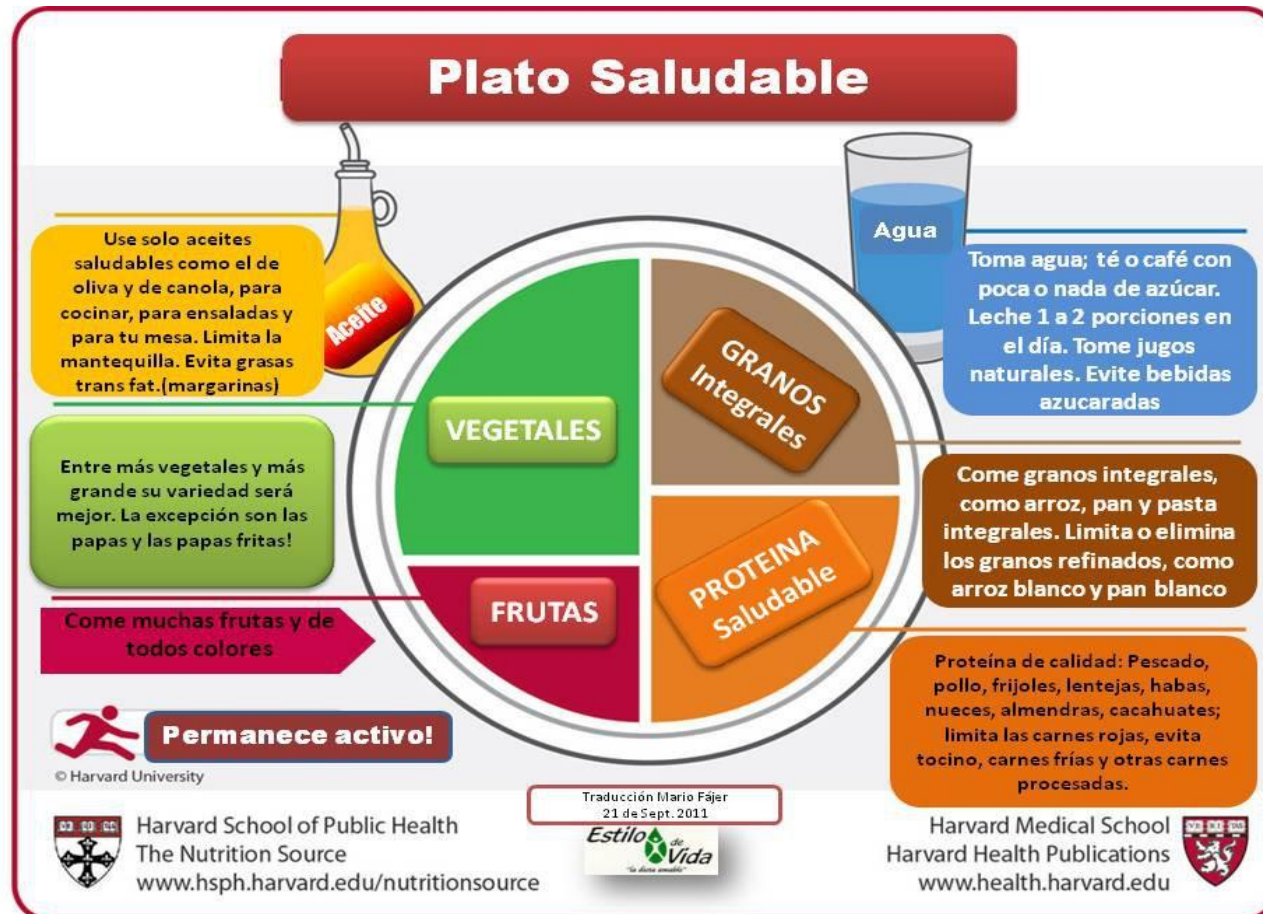 Plato Saludable
Use solo aceites
saludables como el de
oliva y de canola, para
cocinar, para ensaladas y
para tu mesa. Limita la
mantequilla. Evita grasas
trans fat.(margarinas)
Aceite
Agua
Toma agua; té o café con
poca o nada de azúcar.
Leche 1 a 2 porciones en
el día. Tome jugos
naturales. Evite bebidas
azucaradas
VEGETALES
GRANOS
Integrales
Entre más vegetales y más
grande su variedad será
mejor. La excepción son las
papas y las papas fritas!
Come granos integrales,
como arroz, pan y pasta
integrales. Limita o elimina
los granos refinados, como
arroz blanco y pan blanco
FRUTAS
PROTEINA
Saludable
Come muchas frutas y de
todos colores
Proteína de calidad: Pescado,
pollo, frijoles, lentejas, habas,
nueces, almendras, cacahuates;
limita las carnes rojas, evita
tocino, carnes frías y otras carnes
procesadas.
Permanece activo!
© Harvard University
Traducción Mario Fájer
21 de Sept. 2011
Estilo de Vida
"la dieta amable"
Harvard School of Public Health
The Nutrition Source
www.hsph.harvard.edu/nutritionsource
Harvard Medical School
Harvard Health Publications
www.health.harvard.edu
VE RI TAS